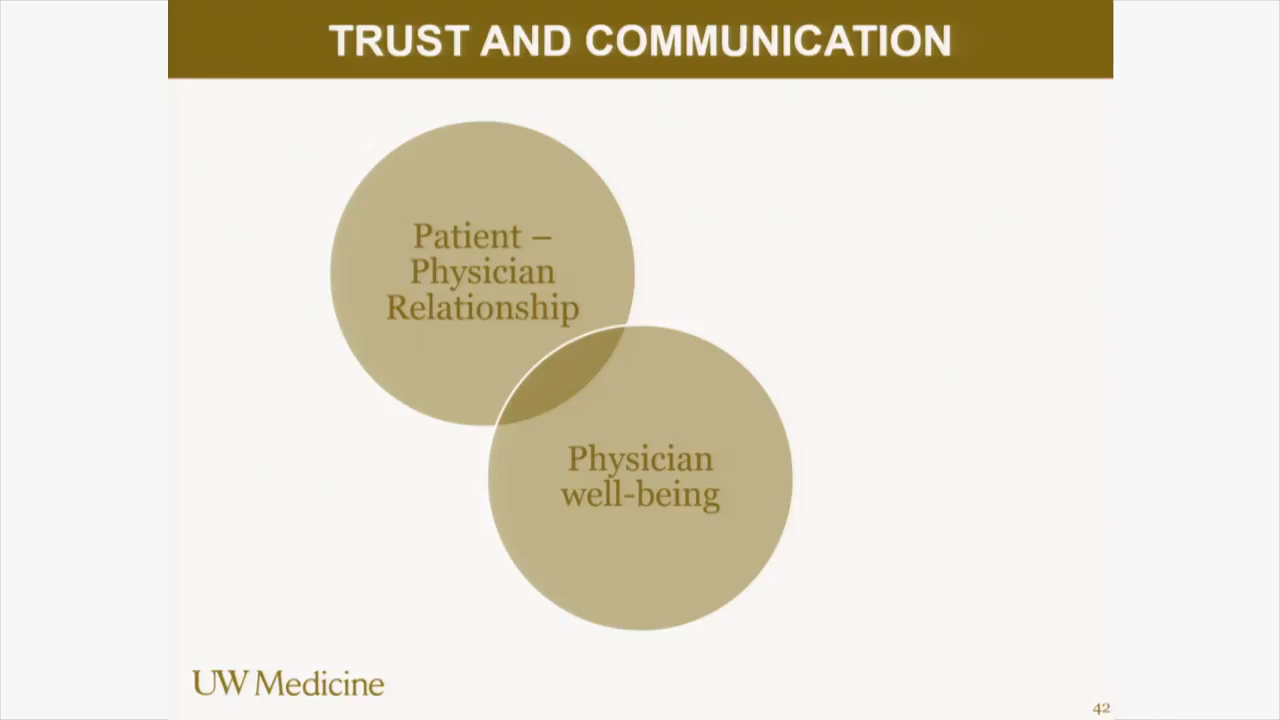 TRUST AND COMMUNICATION
Patient –
Physician
Relationship
Physician
well-being
UW Medicine
42